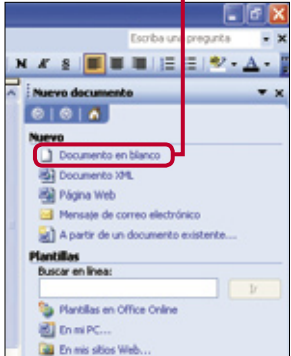 Escriba una pregunta
N K S
Nuevo documento
Nuevo
Documento en blanco
Documento XML
Página Web
Mensaje de correo electrónico
A partir de un documento existente...
Plantillas
Buscar en línea:
Ir
Plantillas en Office Online
En mi PC...
En mis sitios Web...